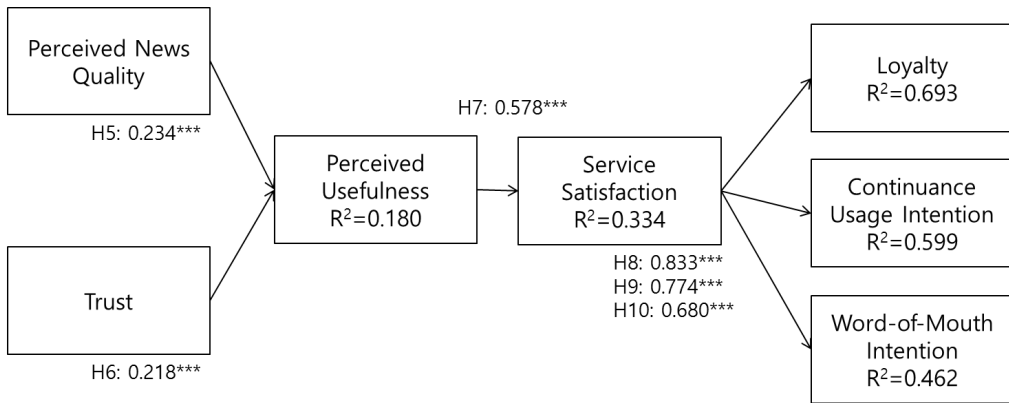 Perceived News
Quality
H5: 0.234***
Trust
H6: 0.218***
Perceived
Usefulness
R²=0.180
H7: 0.578***
Service
Satisfaction
R²=0.334
H8: 0.833***
H9: 0.774***
H10: 0.680***
Loyalty
R²=0.693
Continuance
Usage Intention
R²=0.599
Word-of-Mouth
Intention
R²=0.462